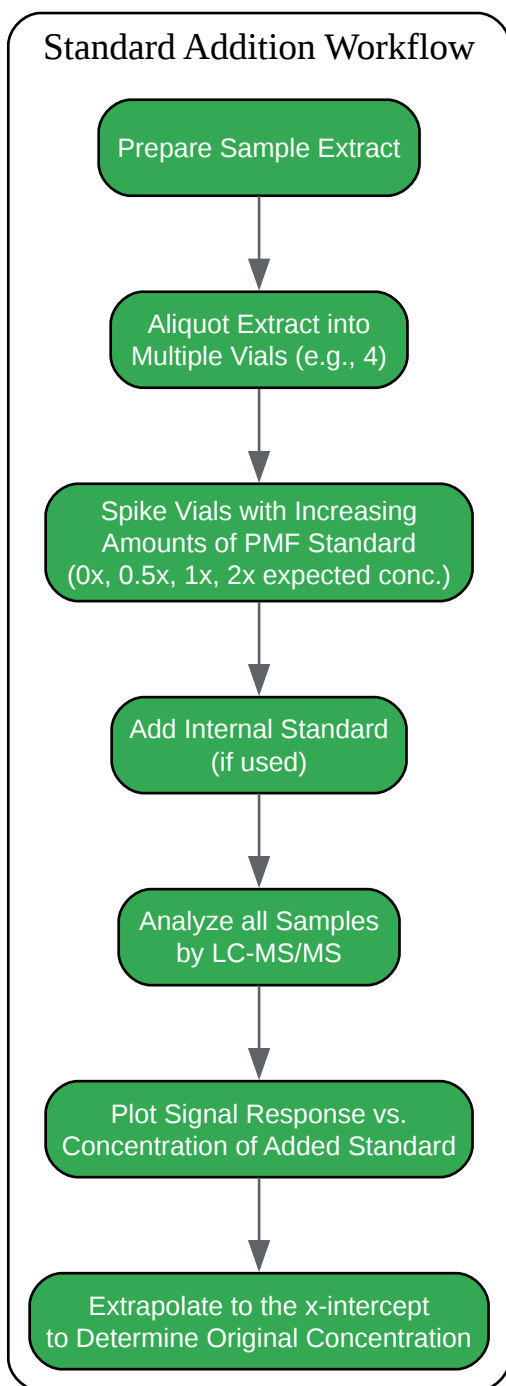 Standard Addition Workflow
Prepare Sample Extract
Aliquot Extract into
Multiple Vials (e.g., 4)
Spike Vials with Increasing
Amounts of PMF Standard
(0x, 0.5x, 1x, 2x expected conc.)
Add Internal Standard
(if used)
Analyze all Samples
by LC-MS/MS
Plot Signal Response vs.
Concentration of Added Standard
Extrapolate to the x-intercept
to Determine Original Concentration